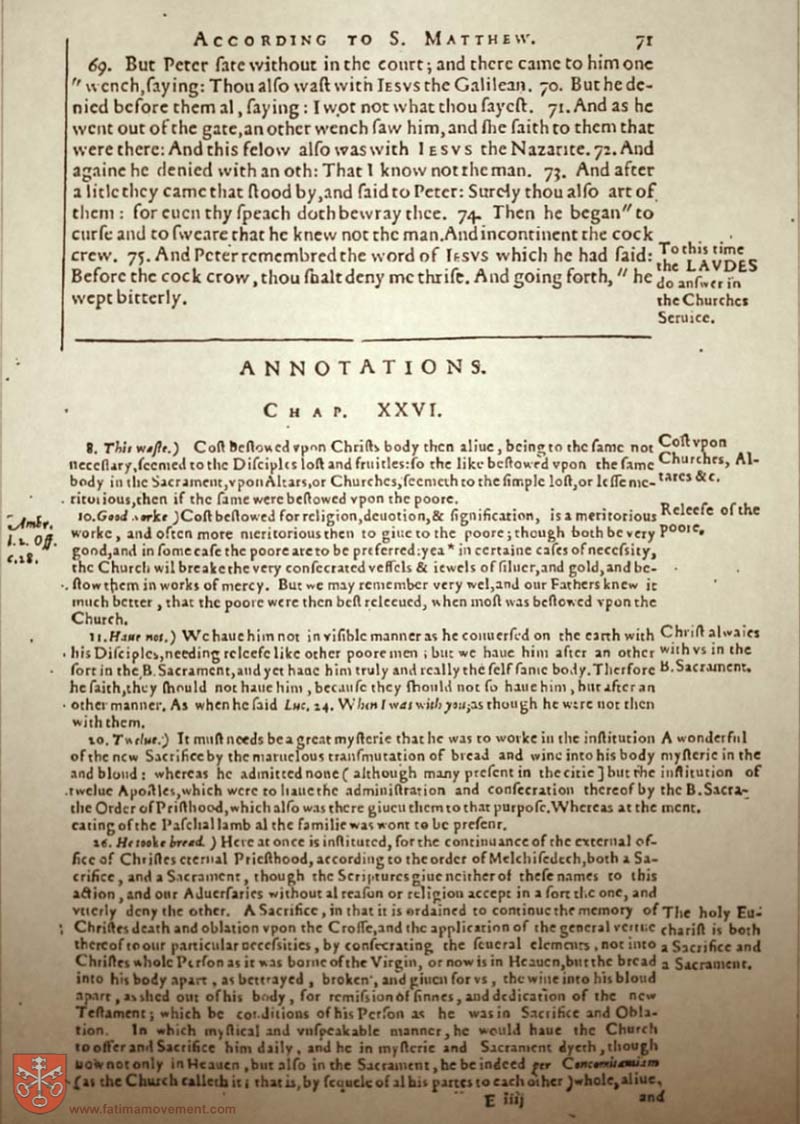 ACCORDING TO S. MATTHEW. 71
69. But Peter ſate without in the court; and there came to him one
" wench, ſaying: Thou alſo waſt with IESVS the Galilean. 70. But he de-
nied before them al, ſaying: I wot not what thou ſayeſt. 71. And as he
went out of the gate, an other wench ſaw him, and ſhe ſaith to them that
were there: And this felow alſo was with IESVS the Nazarite. 72. And
againe he denied with an oth: That I know not the man. 73. And after
a litle they came that ſtood by, and ſaid to Peter: Surely thou alſo art of
them: for euen thy ſpeach doth bewray thee. 74. Then he began " to
curſe and to ſweare that he knew not the man. And incontinent the cock
crew. 75. And Peter remembred the word of IESVS which he had ſaid:
Before the cock crow, thou ſhalt deny me thriſe. And going forth, " he
wept bitterly.
To this time
the LAVDES
do anſwer in
the Churches
Seruice.
ANNOTATIONS.
CHAP. XXVI.
8. This waſte.) Coſt beſtowed vpon Chriſts body then aliue, being to the ſame not
neceſſary, ſeemed to the Diſciples loſt and fruitles: ſo the like beſtowed vpon the ſame
body in the Sacrament, vpon Altars, or Churches, ſeemeth to the ſimple loſt, or leſſe me-
ritorious, then if the ſame were beſtowed vpon the poore.
Coſt vpon
Churches, Al-
tares &c.
10. Good worke) Coſt beſtowed for religion, deuotion, & ſignification, is a meritorious
worke, and often more meritorious then to giue to the poore; though both be very
good, and in ſome caſe the poore are to be preferred: yea * in certaine caſes of neceſſity,
the Church wil breake the very conſecrated veſſels & iewels of ſiluer, and gold, and be-
ſtow them in works of mercy. But we may remember very wel, and our Fathers knew it
much better, that the poore were then beſt releeued, when moſt was beſtowed vpon the
Church.
Ambr.
l. 2. Off.
c. 28.
Releefe of the
poore.
11. Haue not.) We haue him not in viſible manner as he conuerſed on the earth with
his Diſciples, needing releefe like other poore men; but we haue him after an other
ſort in the B. Sacrament, and yet haue him truly and really the ſelf ſame body. Therfore
he ſaith, they ſhould not haue him, becauſe they ſhould not ſo haue him, but after an
other manner. As when he ſaid Luc. 24. When I was with you; as though he were not then
with them.
Chriſt alwaies
with vs in the
B. Sacrament.
20. Twelue.) It muſt needs be a great myſterie that he was to worke in the inſtitution
of the new Sacrifice by the maruelous tranſmutation of bread and wine into his body
and bloud: whereas he admitted none (although many preſent in the citie] but the
twelue Apoſtles, which were to haue the adminiſtration and conſecration thereof by
the Order of Prieſthood, which alſo was there giuen them to that purpoſe. Whereas at the
eating of the Paſchal lamb al the familie was wont to be preſent.
A wonderful
myſterie in the
inſtitution of
the B. Sacra-
ment.
26. He tooke bread.) Here at once is inſtituted, for the continuance of the external of-
fice of Chriſtes eternal Prieſthood, according to the order of Melchiſedech, both a Sa-
crifice, and a Sacrament, though the Scriptures giue neither of theſe names to this
action, and our Aduerſaries without al reaſon or religion accept in a ſort the one, and
vtterly deny the other. A Sacrifice, in that it is ordained to continue the memory of
Chriſtes death and oblation vpon the Croſſe, and the application of the general vertue
thereof to our particular neceſſities, by conſecrating the ſeueral elements, not into
Chriſtes whole Perſon as it was borne of the Virgin, or now is in Heauen, but the bread
into his body apart, as bettrayed, broken, and giuen for vs, the wine into his bloud
apart, as shed out of his body, for remiſſiō of ſinnes, and dedication of the new
Teſtament; which be conditions of his Perſon as he was in Sacrifice and Obla-
tion. In which myſtical and vnſpeakable manner, he would haue the Church
to offer and Sacrifice him daily, and he in myſterie and Sacrament dyeth, though
now not only in Heauen, but alſo in the Sacrament, he be indeed per Concomitantiam
(as the Church calleth it; that is, by ſequele of al his partes to each other) whole, aliue,
The holy Eu-
chariſt is both
a Sacrifice and
a Sacrament.
E iiij and
www.fatimamovement.com